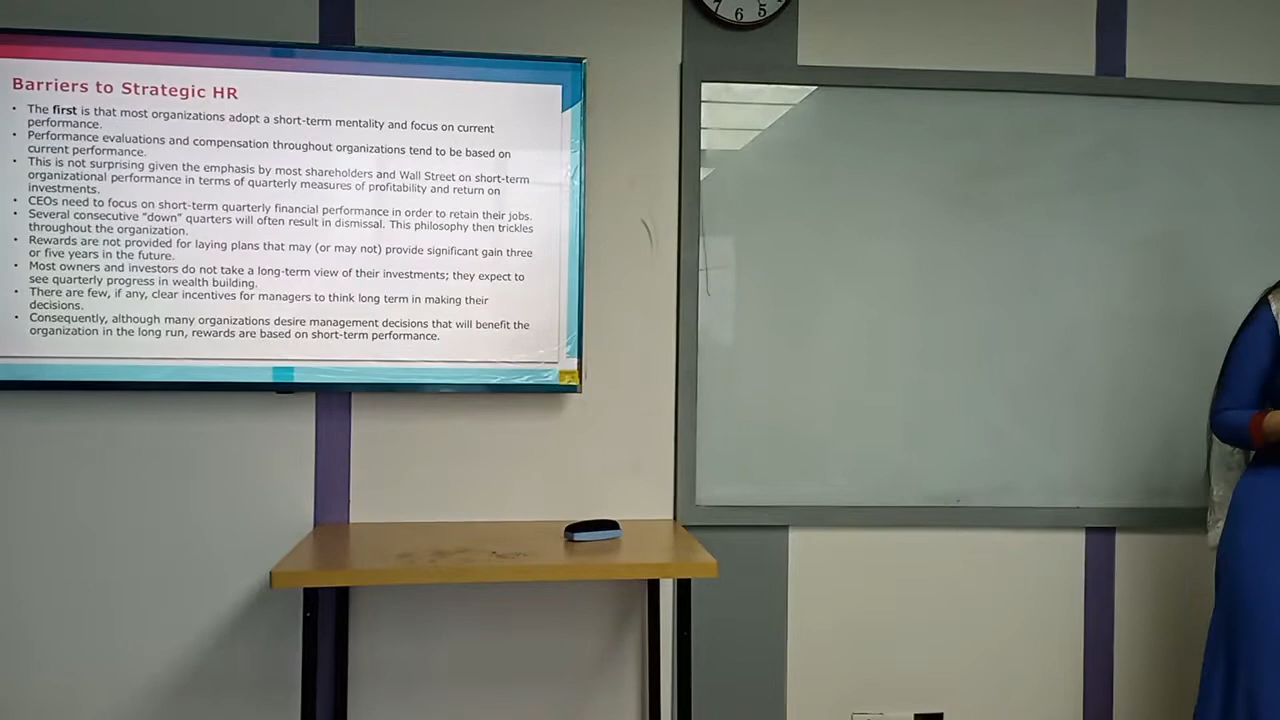 Barriers to Strategic HR
• The first is that most organizations adopt a short-term mentality and focus on current
performance.
• Performance evaluations and compensation throughout organizations tend to be based on
current performance.
• This is not surprising given the emphasis by most shareholders and Wall Street on short-term
organizational performance in terms of quarterly measures of profitability and return on
investments.
• CEOs need to focus on short-term quarterly financial performance in order to retain their jobs.
• Several consecutive “down” quarters will often result in dismissal. This philosophy then trickles
throughout the organization.
• Rewards are not provided for laying plans that may (or may not) provide significant gain three
or five years in the future.
• Most owners and investors do not take a long-term view of their investments; they expect to
see quarterly progress in wealth building.
• There are few, if any, clear incentives for managers to think long term in making their
decisions.
• Consequently, although many organizations desire management decisions that will benefit the
organization in the long run, rewards are based on short-term performance.
7 6 5